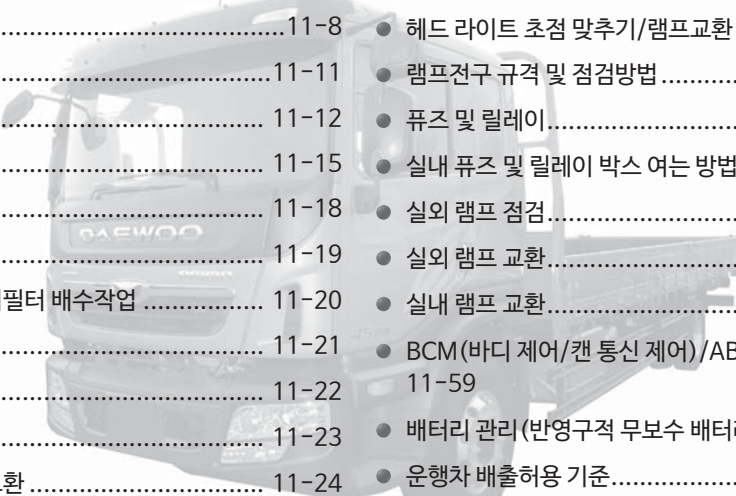 11-8
11-11
11-12
11-15
11-18
11-19
필터 배수작업 11-20
11-21
11-22
11-23
환 11-24
헤드 라이트 초점 맞추기/램프교환
램프전구 규격 및 점검방법
퓨즈 및 릴레이
실내 퓨즈 및 릴레이 박스 여는 방법
실외 램프 점검
실외 램프 교환
실내 램프 교환
BCM(바디 제어/캔 통신 제어)/AB
11-59
배터리 관리(반영구적 무보수 배터리
운행차 배출허용 기준
DAEWOO